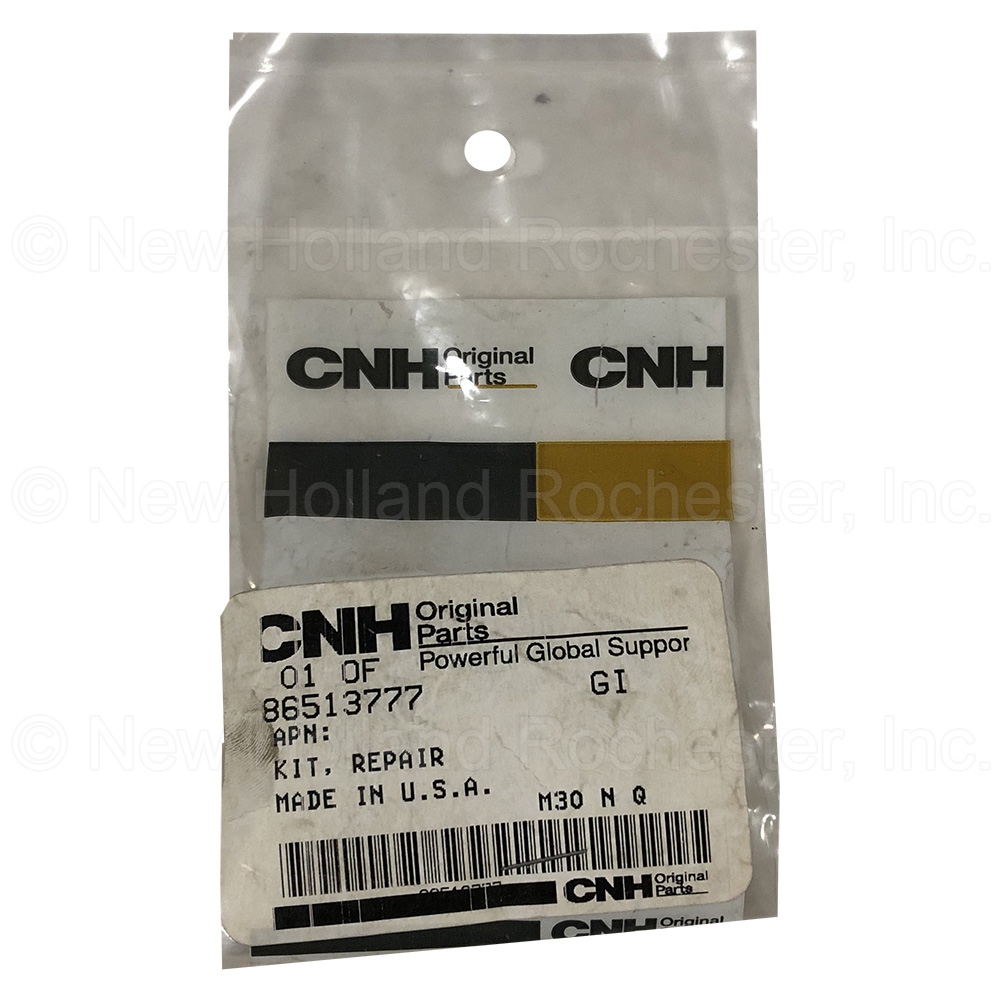 © New Holland Rochester, Inc.
CNH Original Parts CNH
© New Holland Rochester, Inc.
CNH Original Parts
Powerful Global Suppor
01 OF
86513777 GI
© New Holland Rochester, Inc.
APN:
KIT, REPAIR
MADE IN U.S.A. M30 N Q
CNH Original Parts
CNH Original